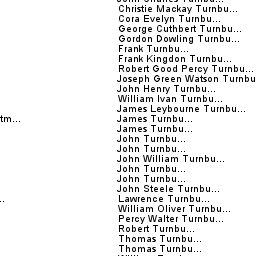 Christie Mackay Turnbu...
Cora Evelyn Turnbu...
George Cuthbert Turnbu...
Gordon Dowling Turnbu...
Frank Turnbu...
Frank Kingdon Turnbu...
Robert Good Percy Turnbu...
Joseph Green Watson Turnbu
John Henry Turnbu...
William Ivan Turnbu...
James Leybourne Turnbu...
tm... James Turnbu...
James Turnbu...
John Turnbu...
John Turnbu...
John William Turnbu...
John Turnbu...
John Turnbu...
John Steele Turnbu...
.. Lawrence Turnbu...
William Oliver Turnbu...
Percy Walter Turnbu...
Robert Turnbu...
Thomas Turnbu...
Thomas Turnbu...